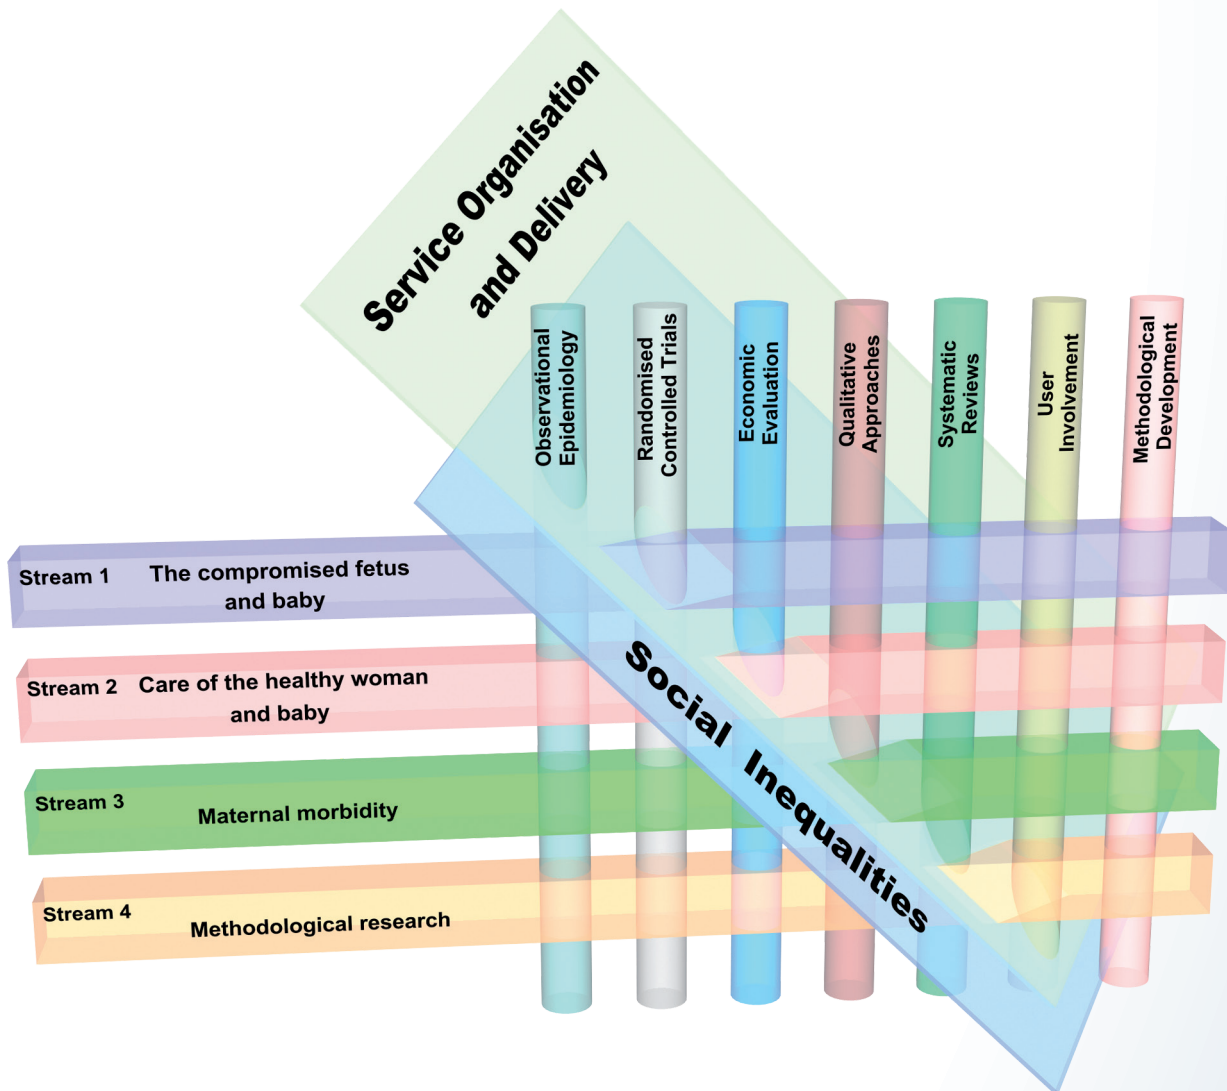 Service Organisation
and Delivery
Observational
Epidemiology
Randomised
Controlled Trials
Economic
Evaluation
Qualitative
Approaches
Systematic
Reviews
User
Involvement
Methodological
Development
Stream 1 The compromised fetus
and baby
Stream 2 Care of the healthy woman
and baby
Stream 3
Maternal morbidity
Stream 4
Methodological research
Social Inequalities